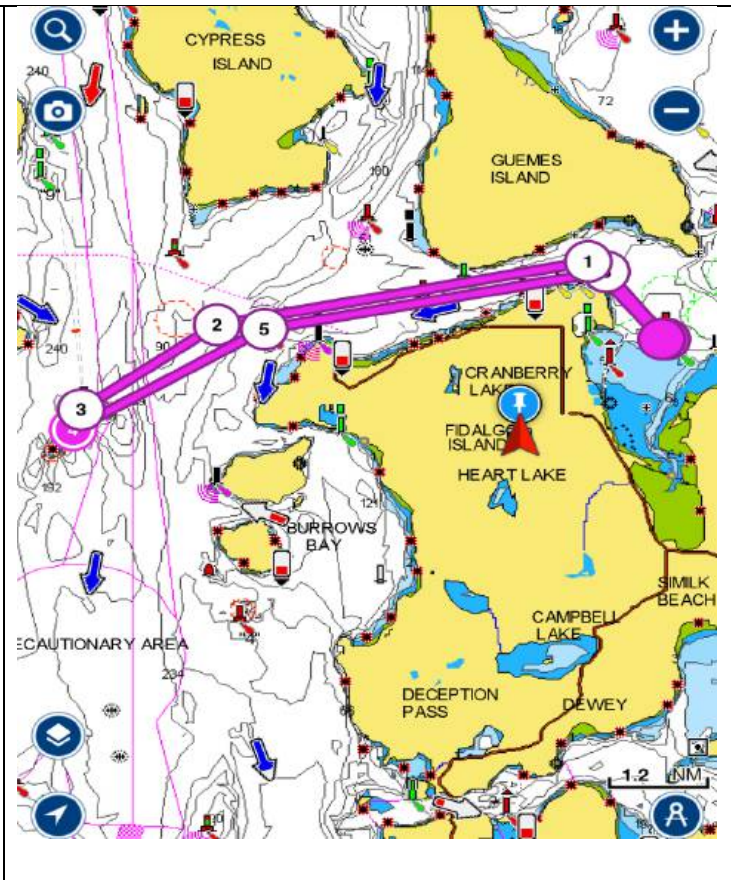 CYPRESS
ISLAND
240
72
GUEMES
ISLAND
"9"
1
2
5
90
240
3
CRANBERRY
LAKE
FIDALGO
ISLAND
HEART LAKE
192
121
BURROWS
BAY
SIMILK
BEACH
CAMPBELL
LAKE
ECAUTIONARY AREA
234
DECEPTION
PASS
DEWEY
1.2 NM